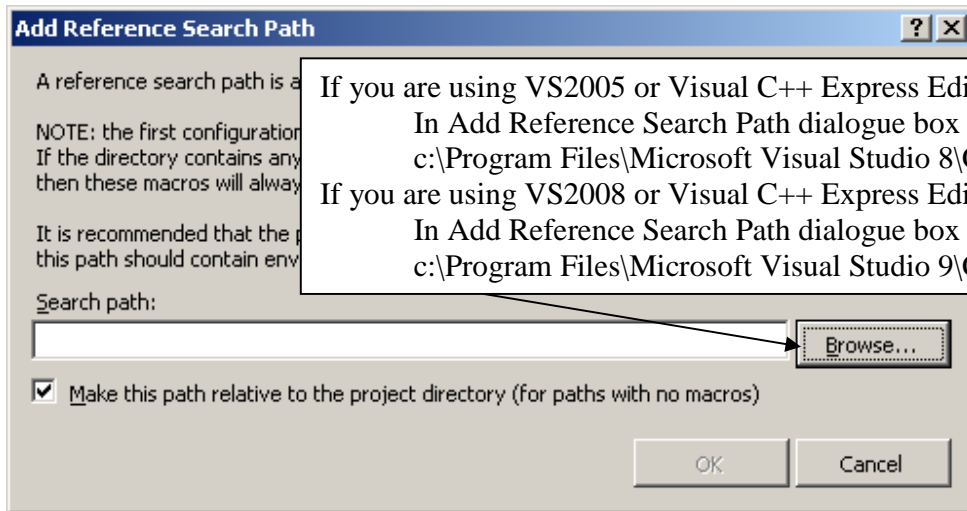 Add Reference Search Path
A reference search path is a
NOTE: the first configuration
If the directory contains any
then these macros will alway
It is recommended that the p
this path should contain env
If you are using VS2005 or Visual C++ Express Edi
In Add Reference Search Path dialogue box
c:\Program Files\Microsoft Visual Studio 8\
If you are using VS2008 or Visual C++ Express Edi
In Add Reference Search Path dialogue box
c:\Program Files\Microsoft Visual Studio 9\
Search path:
Browse...
Make this path relative to the project directory (for paths with no macros)
OK
Cancel